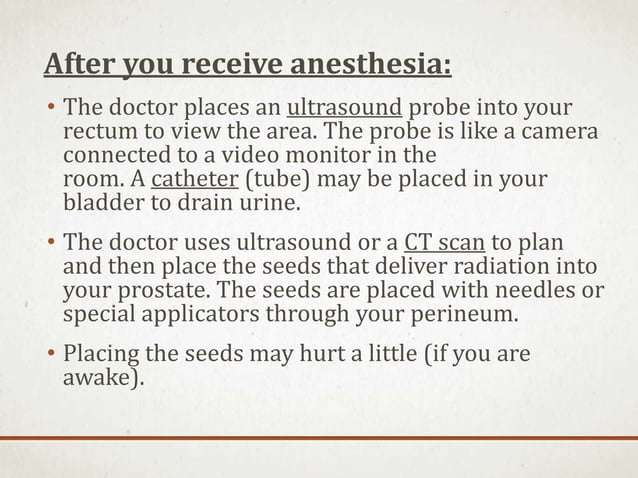 After you receive anesthesia:
• The doctor places an ultrasound probe into your
rectum to view the area. The probe is like a camera
connected to a video monitor in the
room. A catheter (tube) may be placed in your
bladder to drain urine.
• The doctor uses ultrasound or a CT scan to plan
and then place the seeds that deliver radiation into
your prostate. The seeds are placed with needles or
special applicators through your perineum.
• Placing the seeds may hurt a little (if you are
awake).